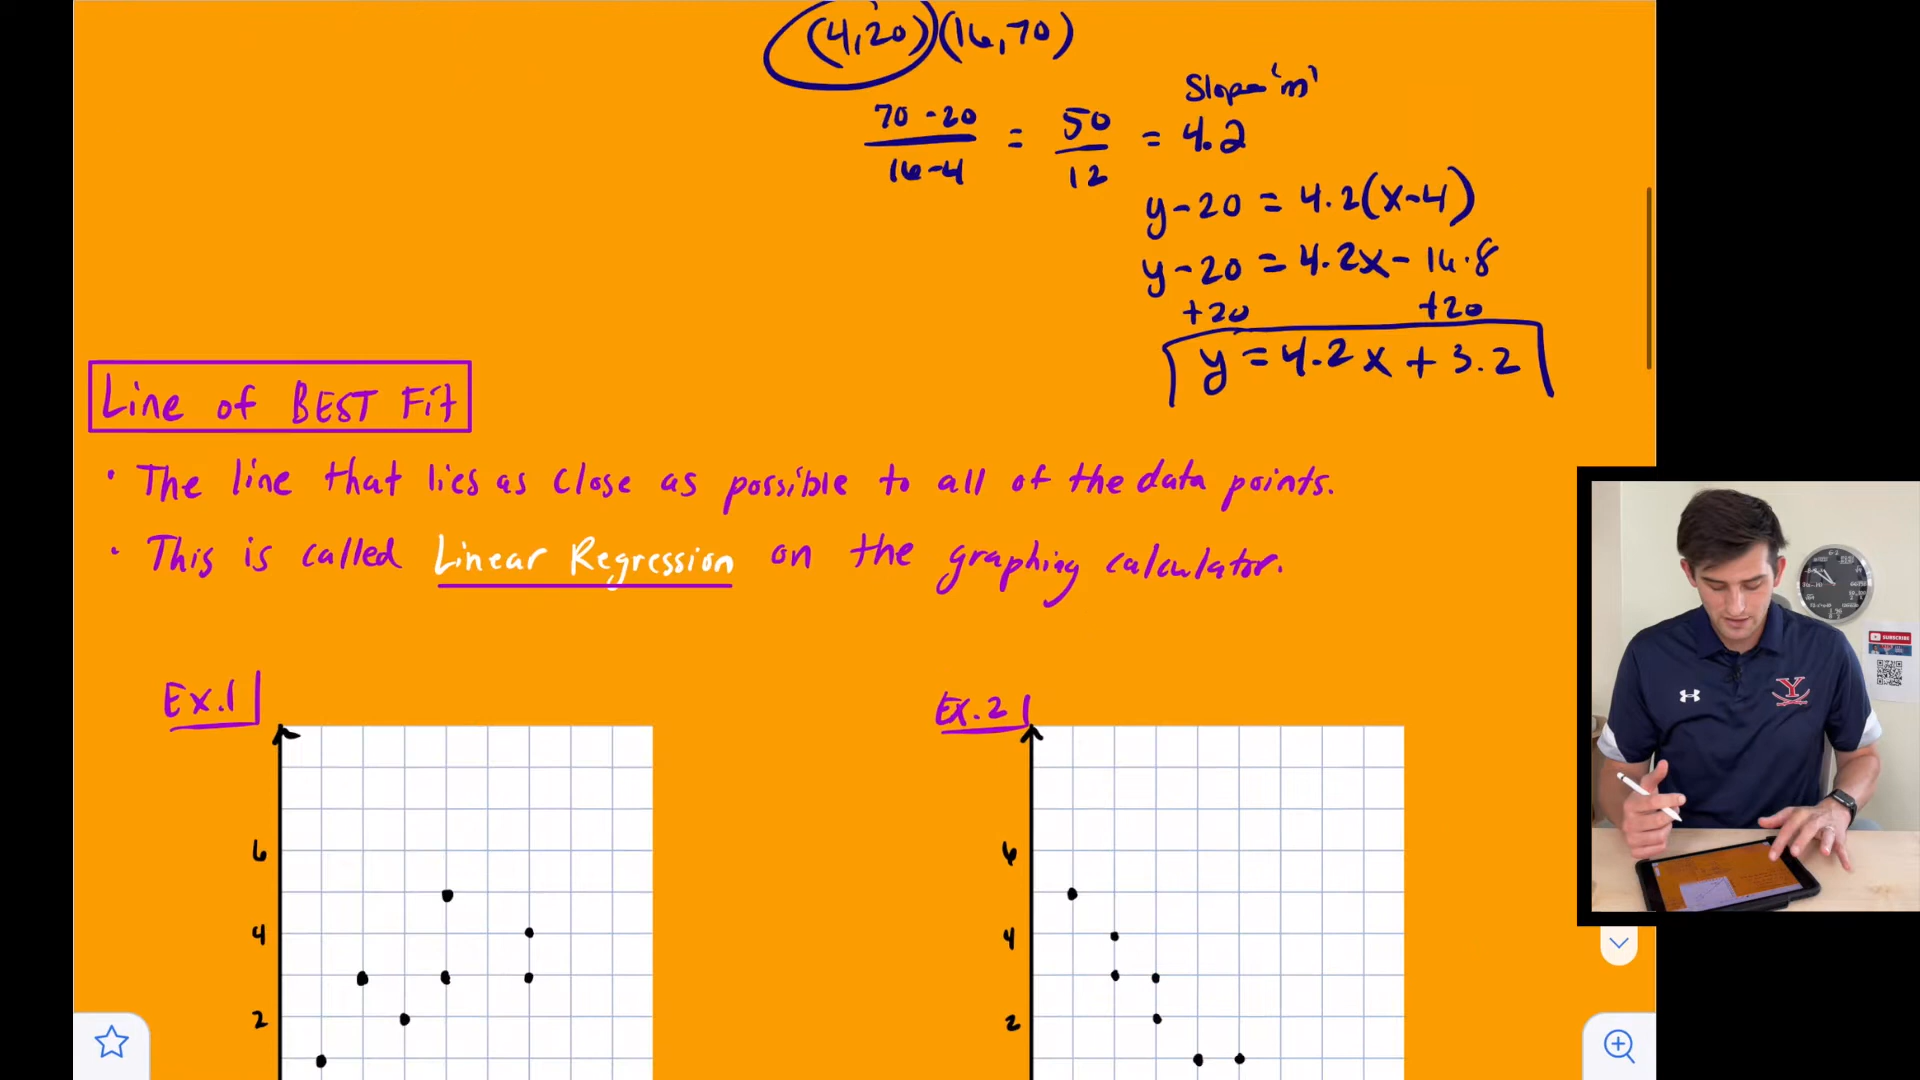 (4,20)(16,70)
Slope 'm'
70 - 20 / 16-4 = 50 / 12 = 4.2
y-20 = 4.2(x-4)
y-20 = 4.2x- 16.8
+20 +20
y = 4.2x + 3.2
Line of BEST Fit
• The line that lies as close as possible to all of the data points.
• This is called Linear Regression on the graphing calculator.
Ex.1
Ex.2
6
4
2
6
4
2
SUBSCRIBE
Y